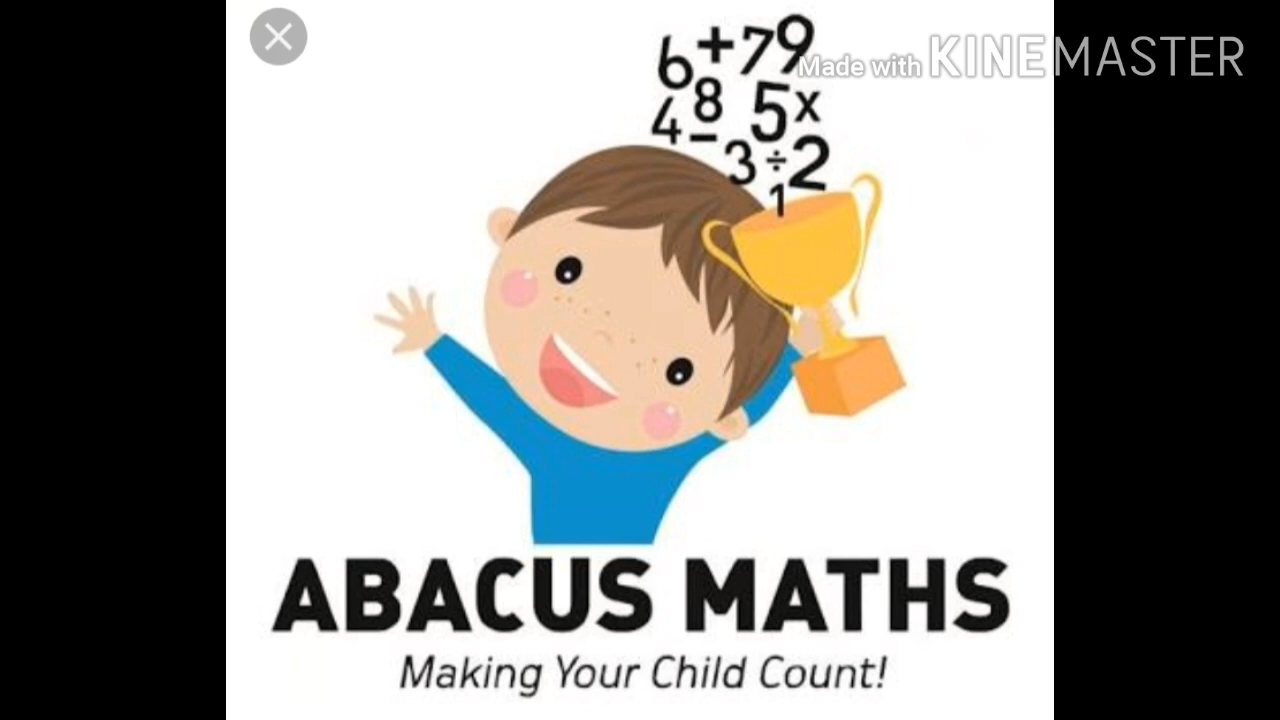 Made with KINEMASTER
6+79
48 5x
-3÷2
1
ABACUS MATHS
Making Your Child Count!